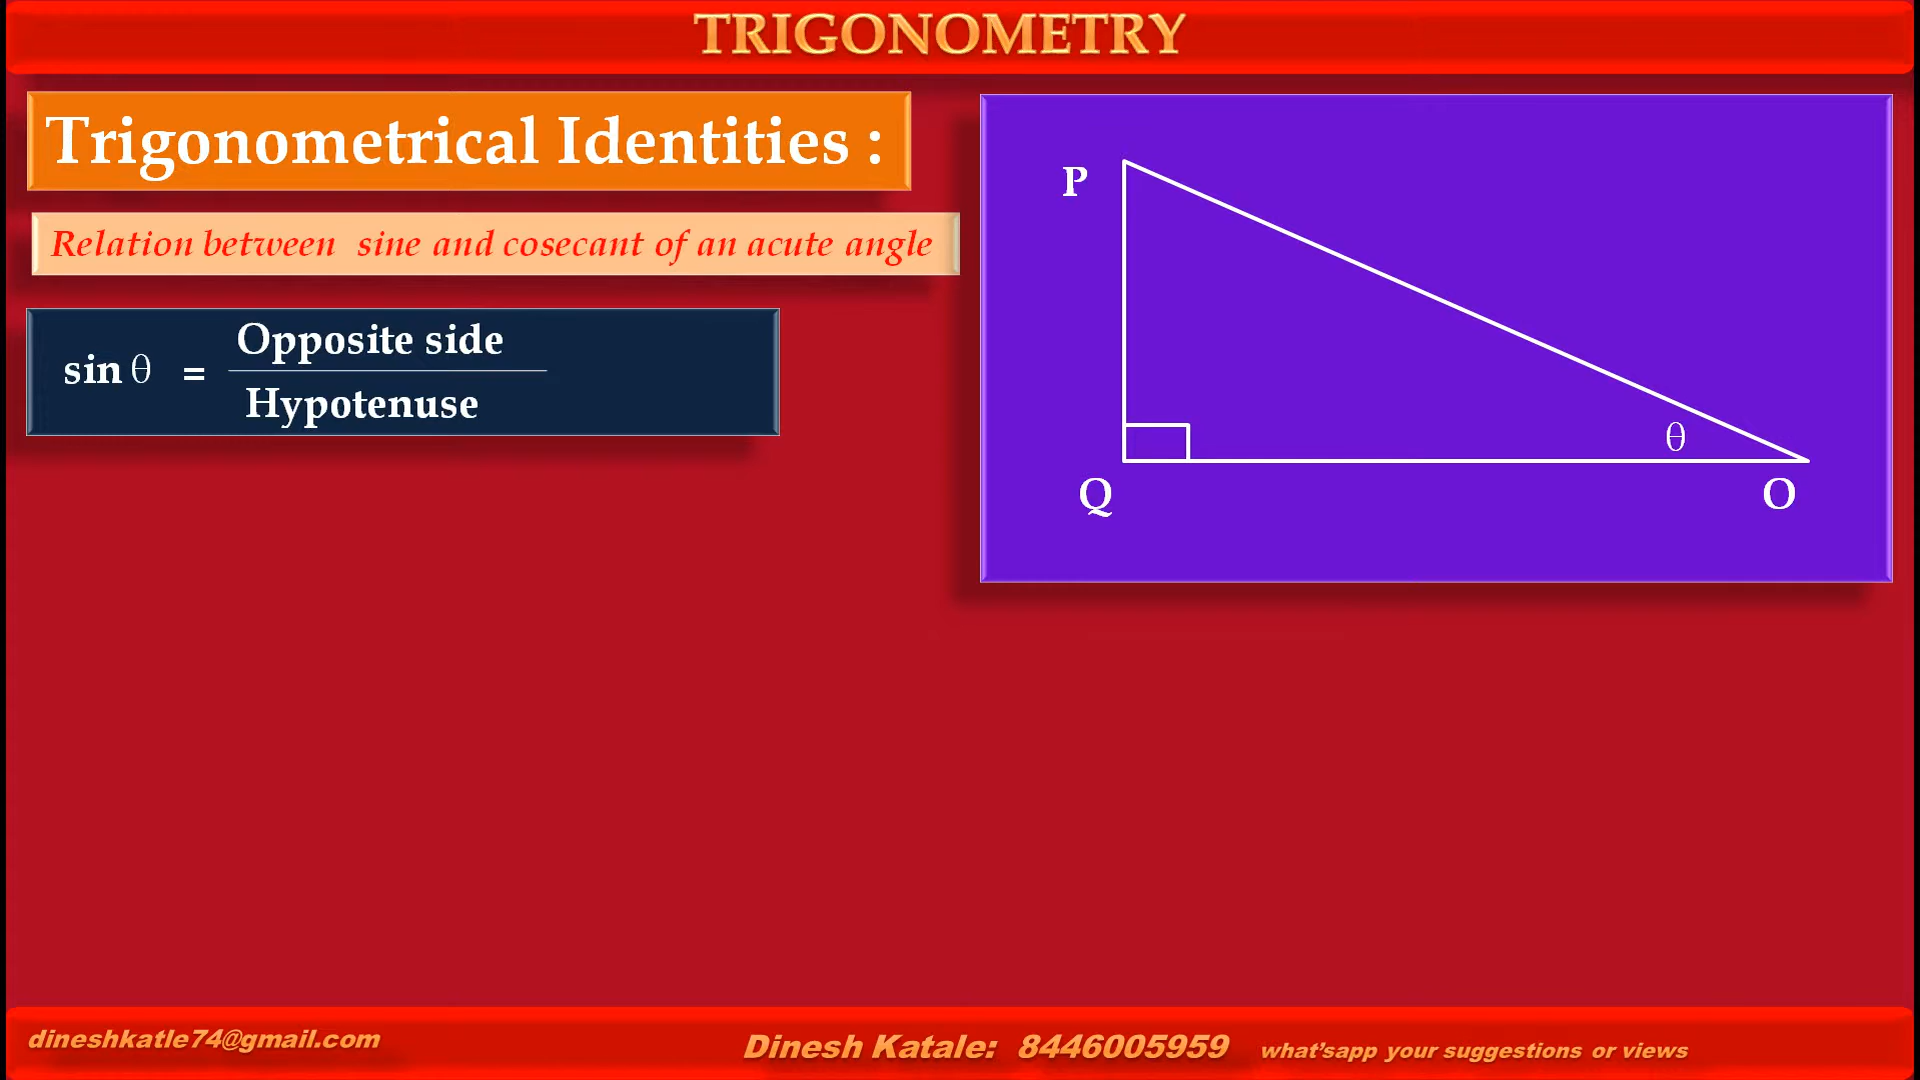 TRIGONOMETRY
Trigonometrical Identities :
Relation between sine and cosecant of an acute angle
sin θ = Opposite side
Hypotenuse
P
θ
Q
O
dineshkatle74@gmail.com
Dinesh Katale: 8446005959 what'sapp your suggestions or views